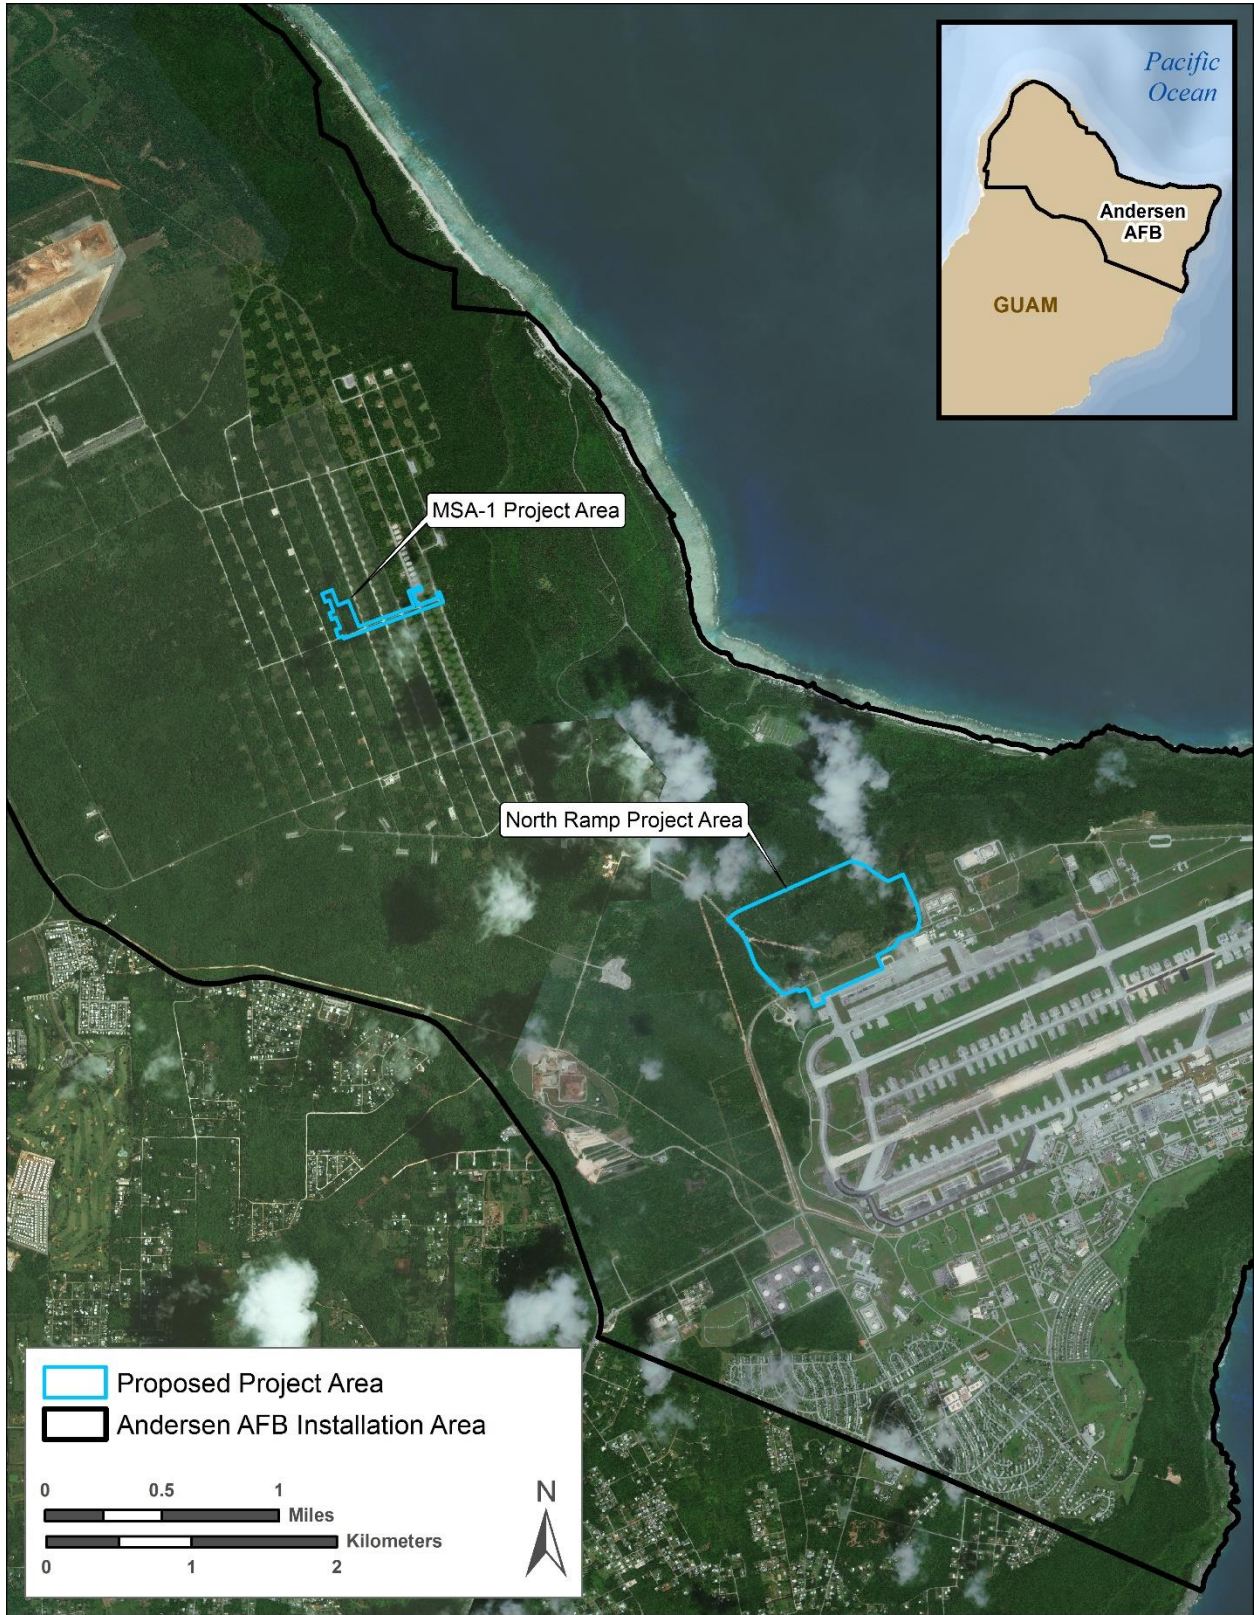 Pacific
Ocean
Andersen
AFB
GUAM
MSA-1 Project Area
North Ramp Project Area
Proposed Project Area
Andersen AFB Installation Area
0 0.5 1
Miles
Kilometers
0 1 2
N